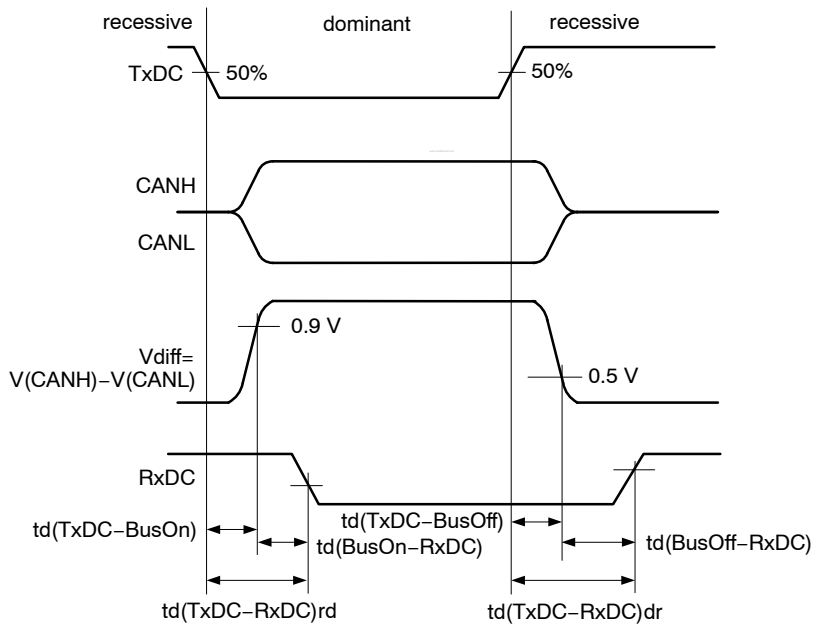 recessive dominant recessive
TxDC 50% 50%
CANH
CANL
0.9 V
Vdiff=
V(CANH)−V(CANL) 0.5 V
RxDC
td(TxDC−BusOn) td(TxDC−BusOff)
td(BusOn−RxDC) td(BusOff−RxDC)
td(TxDC−RxDC)rd td(TxDC−RxDC)dr